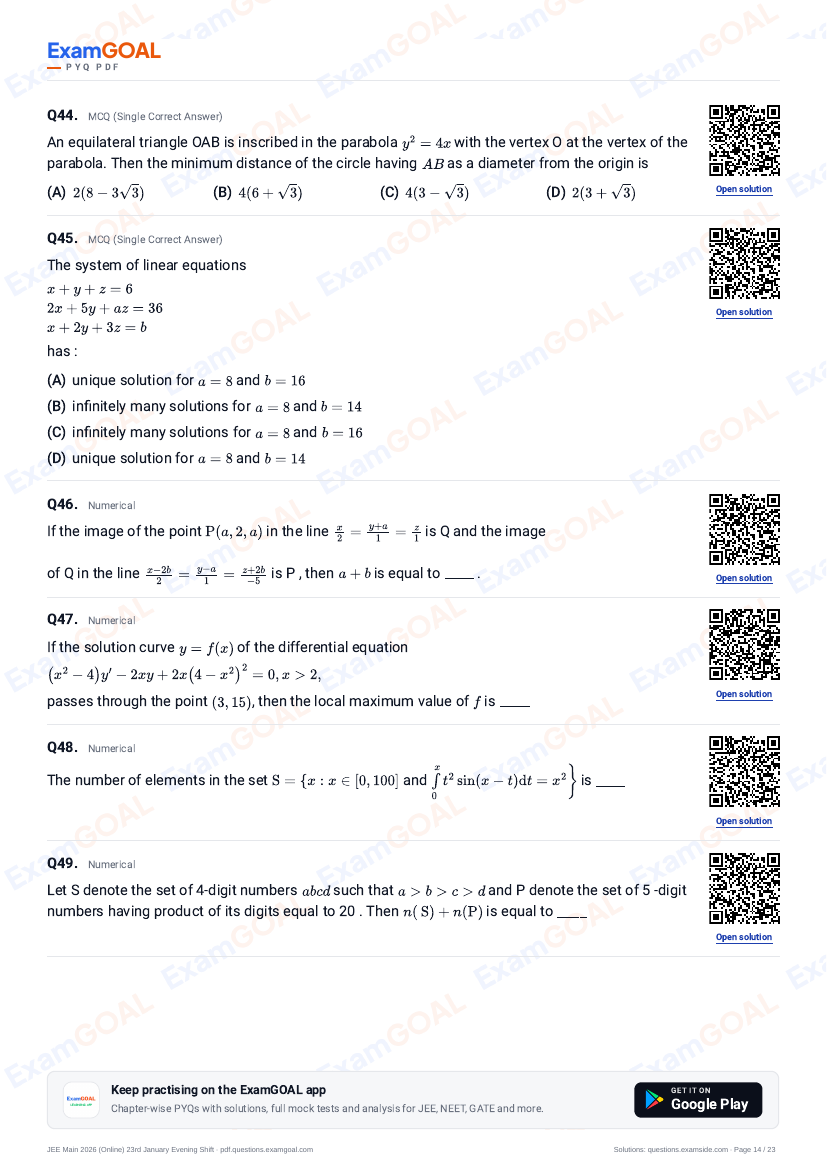 ExamGOAL
PYQ PDF
Q44. MCQ (Single Correct Answer)
An equilateral triangle OAB is inscribed in the parabola y² = 4x with the vertex O at the vertex of the
parabola. Then the minimum distance of the circle having AB as a diameter from the origin is
(A) 2(8 − 3√3) (B) 4(6 + √3) (C) 4(3 − √3) (D) 2(3 + √3)
Open solution
Q45. MCQ (Single Correct Answer)
The system of linear equations
x + y + z = 6
2x + 5y + az = 36
x + 2y + 3z = b
has :
(A) unique solution for a = 8 and b = 16
(B) infinitely many solutions for a = 8 and b = 14
(C) infinitely many solutions for a = 8 and b = 16
(D) unique solution for a = 8 and b = 14
Open solution
Q46. Numerical
If the image of the point P(a, 2, a) in the line x/2 = (y+a)/1 = z/1 is Q and the image
of Q in the line (x−2b)/2 = (y−a)/1 = (z+2b)/−5 is P , then a + b is equal to ____ .
Open solution
Q47. Numerical
If the solution curve y = f(x) of the differential equation
(x² − 4)y′ − 2xy + 2x(4 − x²)² = 0, x > 2,
passes through the point (3, 15), then the local maximum value of f is ____
Open solution
Q48. Numerical
The number of elements in the set S = {x : x ∈ [0, 100] and ∫₀ˣ t² sin(x − t)dt = x²} is ____
Open solution
Q49. Numerical
Let S denote the set of 4-digit numbers abcd such that a > b > c > d and P denote the set of 5 -digit
numbers having product of its digits equal to 20 . Then n( S) + n(P) is equal to ____
Open solution
Keep practising on the ExamGOAL app
Chapter-wise PYQs with solutions, full mock tests and analysis for JEE, NEET, GATE and more.
GET IT ON
Google Play
JEE Main 2026 (Online) 23rd January Evening Shift · pdf.questions.examgoal.com
Solutions: questions.examside.com · Page 14 / 23